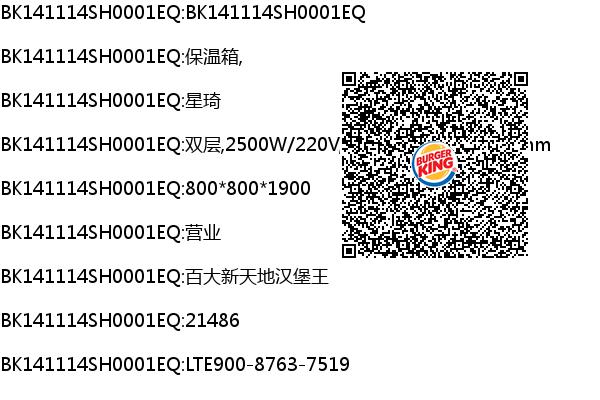 BK141114SH0001EQ:BK141114SH0001EQ
BK141114SH0001EQ:保温箱,
BK141114SH0001EQ:星琦
BK141114SH0001EQ:双层,2500W/220V mm
BURGER
KING
BK141114SH0001EQ:800*800*1900
BK141114SH0001EQ:营业
BK141114SH0001EQ:百大新天地汉堡王
BK141114SH0001EQ:21486
BK141114SH0001EQ:LTE900-8763-7519